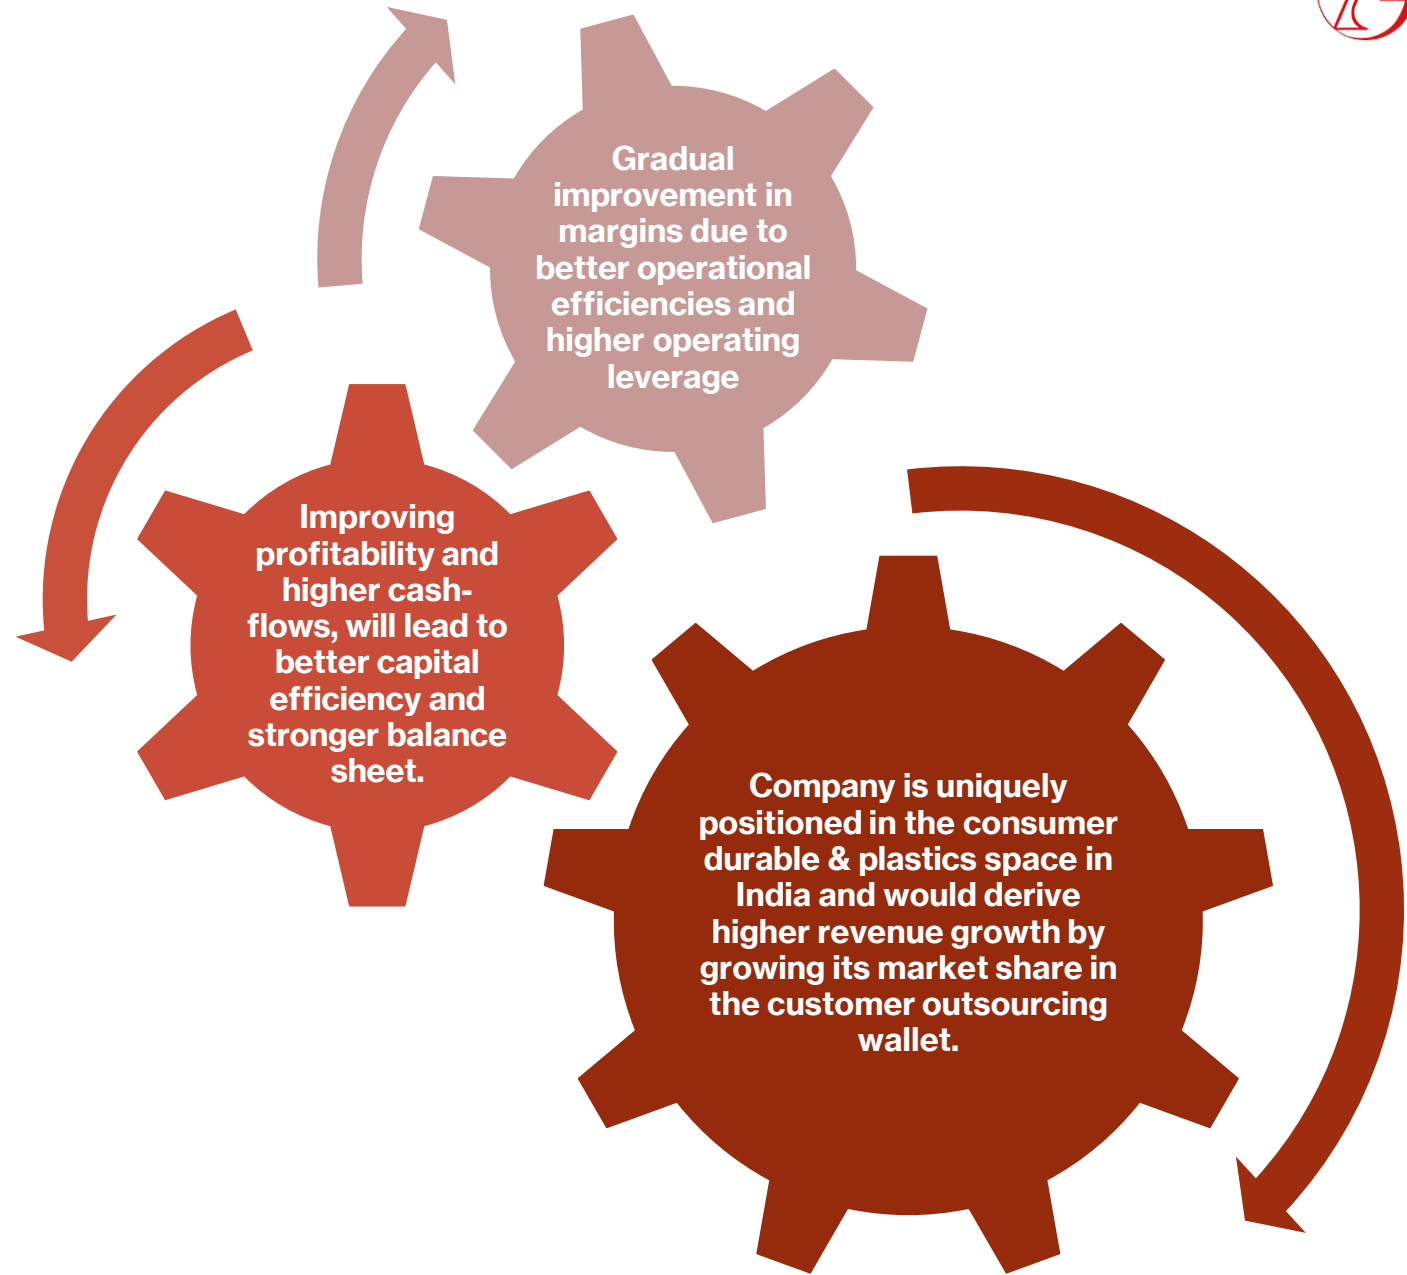 Gradual
improvement in
margins due to
better operational
efficiencies and
higher operating
leverage
Improving
profitability and
higher cash-
flows, will lead to
better capital
efficiency and
stronger balance
sheet.
Company is uniquely
positioned in the consumer
durable & plastics space in
India and would derive
higher revenue growth by
growing its market share in
the customer outsourcing
wallet.